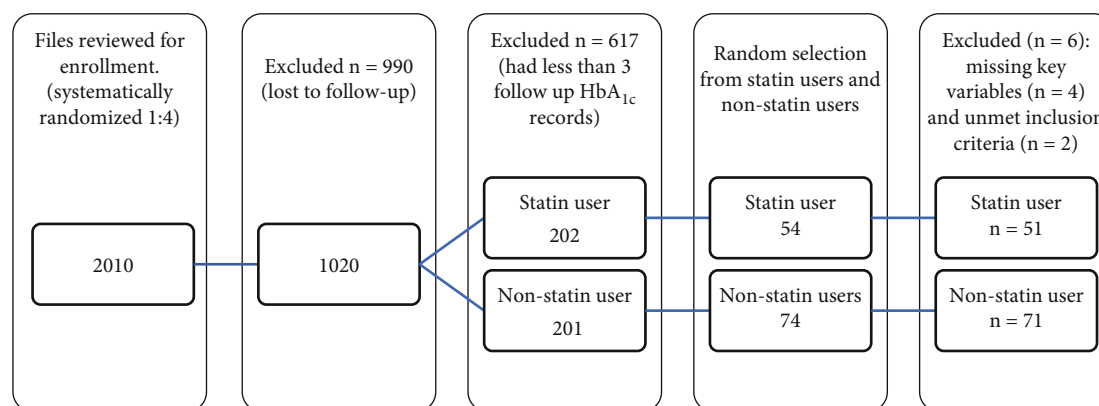 Files reviewed for
enrollment.
(systematically
randomized 1:4)
2010
Excluded n = 990
(lost to follow-up)
1020
Excluded n = 617
(had less than 3
follow up HbA1c
records)
Statin user
202
Non-statin user
201
Random selection
from statin users and
non-statin users
Statin user
54
Non-statin users
74
Excluded (n = 6):
missing key
variables (n = 4)
and unmet inclusion
criteria (n = 2)
Statin user
n = 51
Non-statin user
n = 71